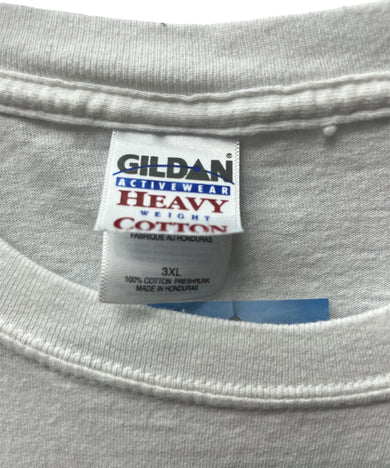 GILDAN®
ACTIVEWEAR
HEAVY
WEIGHT
COTTON
FABRIQUE AU HONDURAS
3XL
100% COTTON PRESHRUNK
MADE IN HONDURAS